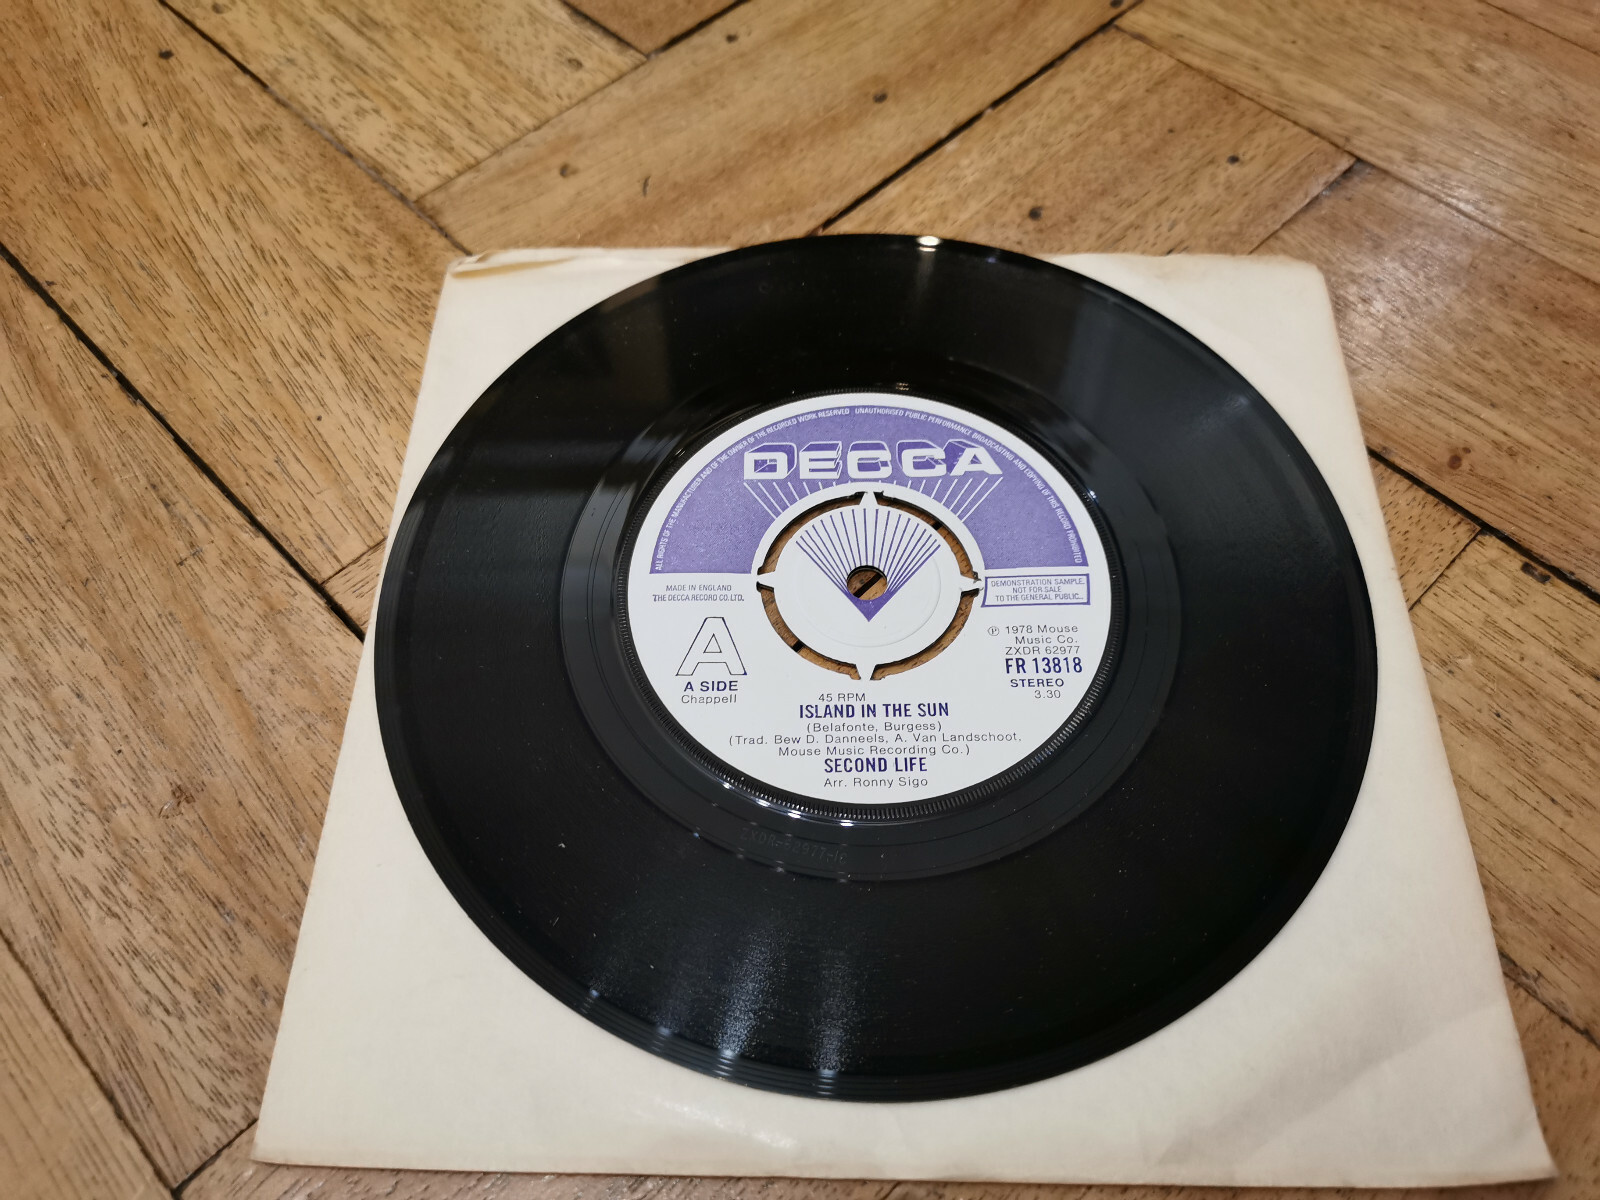 ALL RIGHTS OF THE MANUFACTURER AND OF THE OWNER OF THE RECORDED WORK RESERVED · UNAUTHORISED PUBLIC PERFORMANCE BROADCASTING AND COPYING OF THIS RECORD PROHIBITED
DECCA
MADE IN ENGLAND
THE DECCA RECORD CO. LTD.
DEMONSTRATION SAMPLE,
NOT FOR SALE
TO THE GENERAL PUBLIC...
A
A SIDE
Chappell
℗ 1978 Mouse
Music Co.
ZXDR 62977
FR 13818
STEREO
3.30
45 RPM
ISLAND IN THE SUN
(Belafonte, Burgess)
(Trad. Bew D. Danneels, A. Van Landschoot,
Mouse Music Recording Co.)
SECOND LIFE
Arr. Ronny Sigo